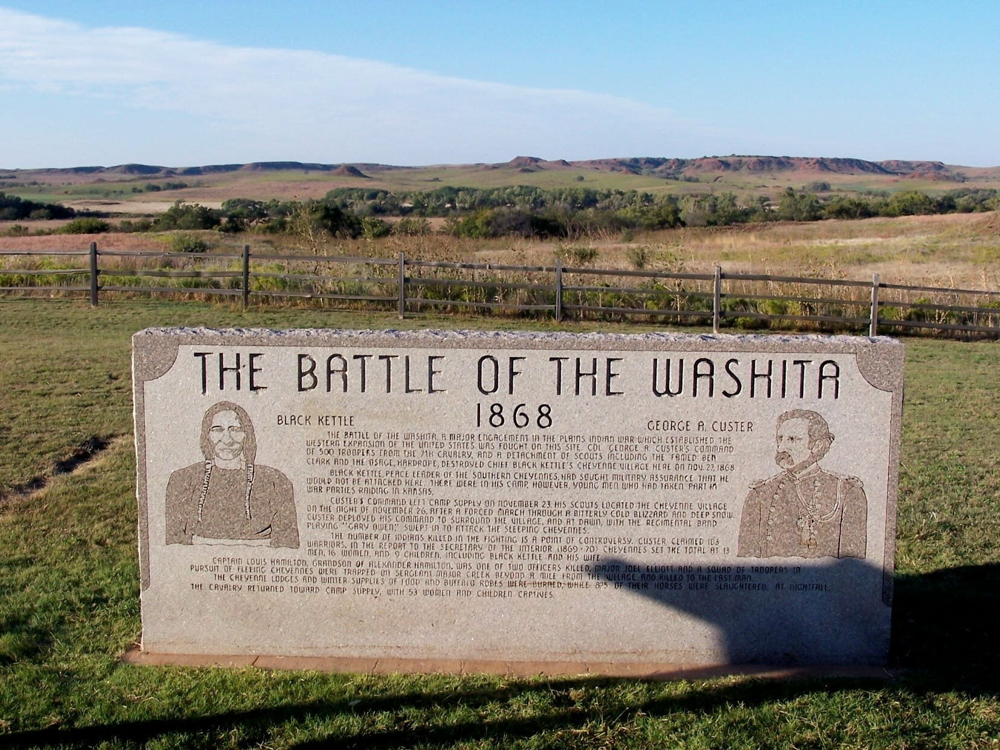 THE BATTLE OF THE WASHITA
1868
BLACK KETTLE
GEORGE A. CUSTER
THE BATTLE OF THE WASHITA, A MAJOR ENGAGEMENT IN THE PLAINS INDIAN WAR WHICH ESTABLISHED THE
WESTERN EXPANSION OF THE UNITED STATES WAS FOUGHT ON THIS SITE. COL. GEORGE A. CUSTER'S COMMAND
OF 500 TROOPERS FROM THE 7TH CAVALRY, AND A DETACHMENT OF SCOUTS INCLUDING THE FAMED BEN
CLARK AND THE OSAGE, HARDROPE, DESTROYED CHIEF BLACK KETTLE'S CHEYENNE VILLAGE HERE ON NOV. 27, 1868.
BLACK KETTLE, PEACE LEADER OF THE SOUTHERN CHEYENNES, HAD SOUGHT MILITARY ASSURANCE THAT HE
WOULD NOT BE ATTACKED HERE. THERE WERE IN HIS CAMP, HOWEVER, YOUNG MEN WHO HAD TAKEN PART IN
WAR PARTIES RAIDING IN KANSAS.
CUSTER'S COMMAND LEFT CAMP SUPPLY ON NOVEMBER 23. HIS SCOUTS LOCATED THE CHEYENNE VILLAGE
ON THE NIGHT OF NOVEMBER 26, AFTER A FORCED MARCH THROUGH A BITTERLY COLD BLIZZARD AND DEEP SNOW.
CUSTER DEPLOYED HIS COMMAND TO SURROUND THE VILLAGE, AND AT DAWN, WITH THE REGIMENTAL BAND
PLAYING "GARY OWEN," SWEPT IN TO ATTACK THE SLEEPING CHEYENNES.
THE NUMBER OF INDIANS KILLED IN THE FIGHTING IS A POINT OF CONTROVERSY. CUSTER CLAIMED 103
WARRIORS. IN THE REPORT TO THE SECRETARY OF THE INTERIOR (1869-70) CHEYENNES SET THE TOTAL AT 13
MEN, 16 WOMEN, AND 9 CHILDREN, INCLUDING BLACK KETTLE AND HIS WIFE.
CAPTAIN LOUIS HAMILTON, GRANDSON OF ALEXANDER HAMILTON, WAS ONE OF TWO OFFICERS KILLED. MAJOR JOEL ELLIOTT AND A SQUAD OF TROOPERS IN
PURSUIT OF FLEEING CHEYENNES WERE TRAPPED ON SERGEANT MAJOR CREEK BEYOND A MILE FROM THE VILLAGE AND KILLED TO THE LAST MAN.
THE CHEYENNE LODGES AND WINTER SUPPLIES OF FOOD AND BUFFALO ROBES WERE BURNED, WHILE 875 OF THEIR HORSES WERE SLAUGHTERED. AT NIGHTFALL,
THE CAVALRY RETURNED TOWARD CAMP SUPPLY, WITH 53 WOMEN AND CHILDREN CAPTIVES.